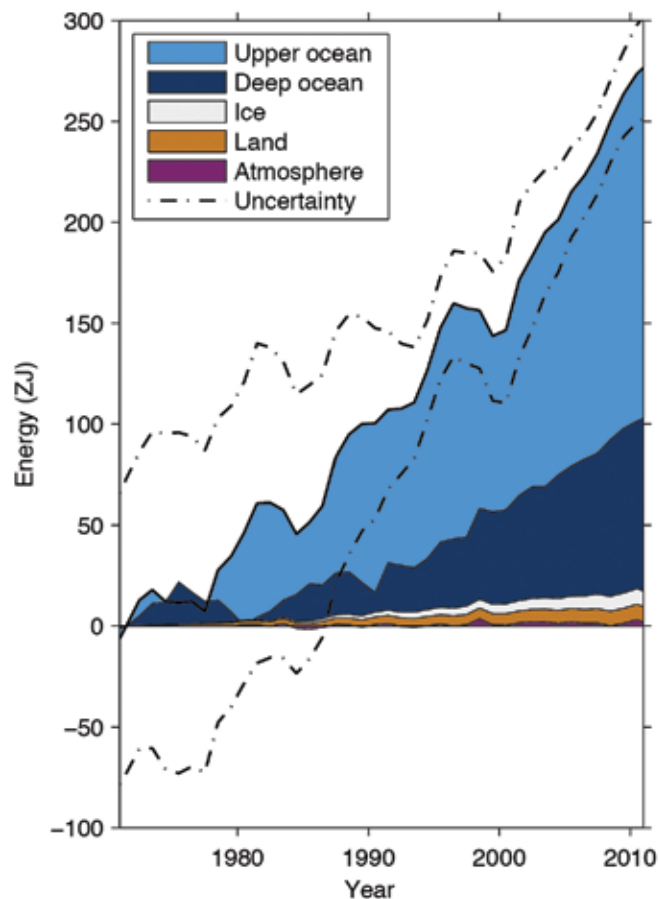 300
250
200
150
100
50
0
−50
−100
Energy (ZJ)
Upper ocean
Deep ocean
Ice
Land
Atmosphere
Uncertainty
1980
1990
2000
2010
Year